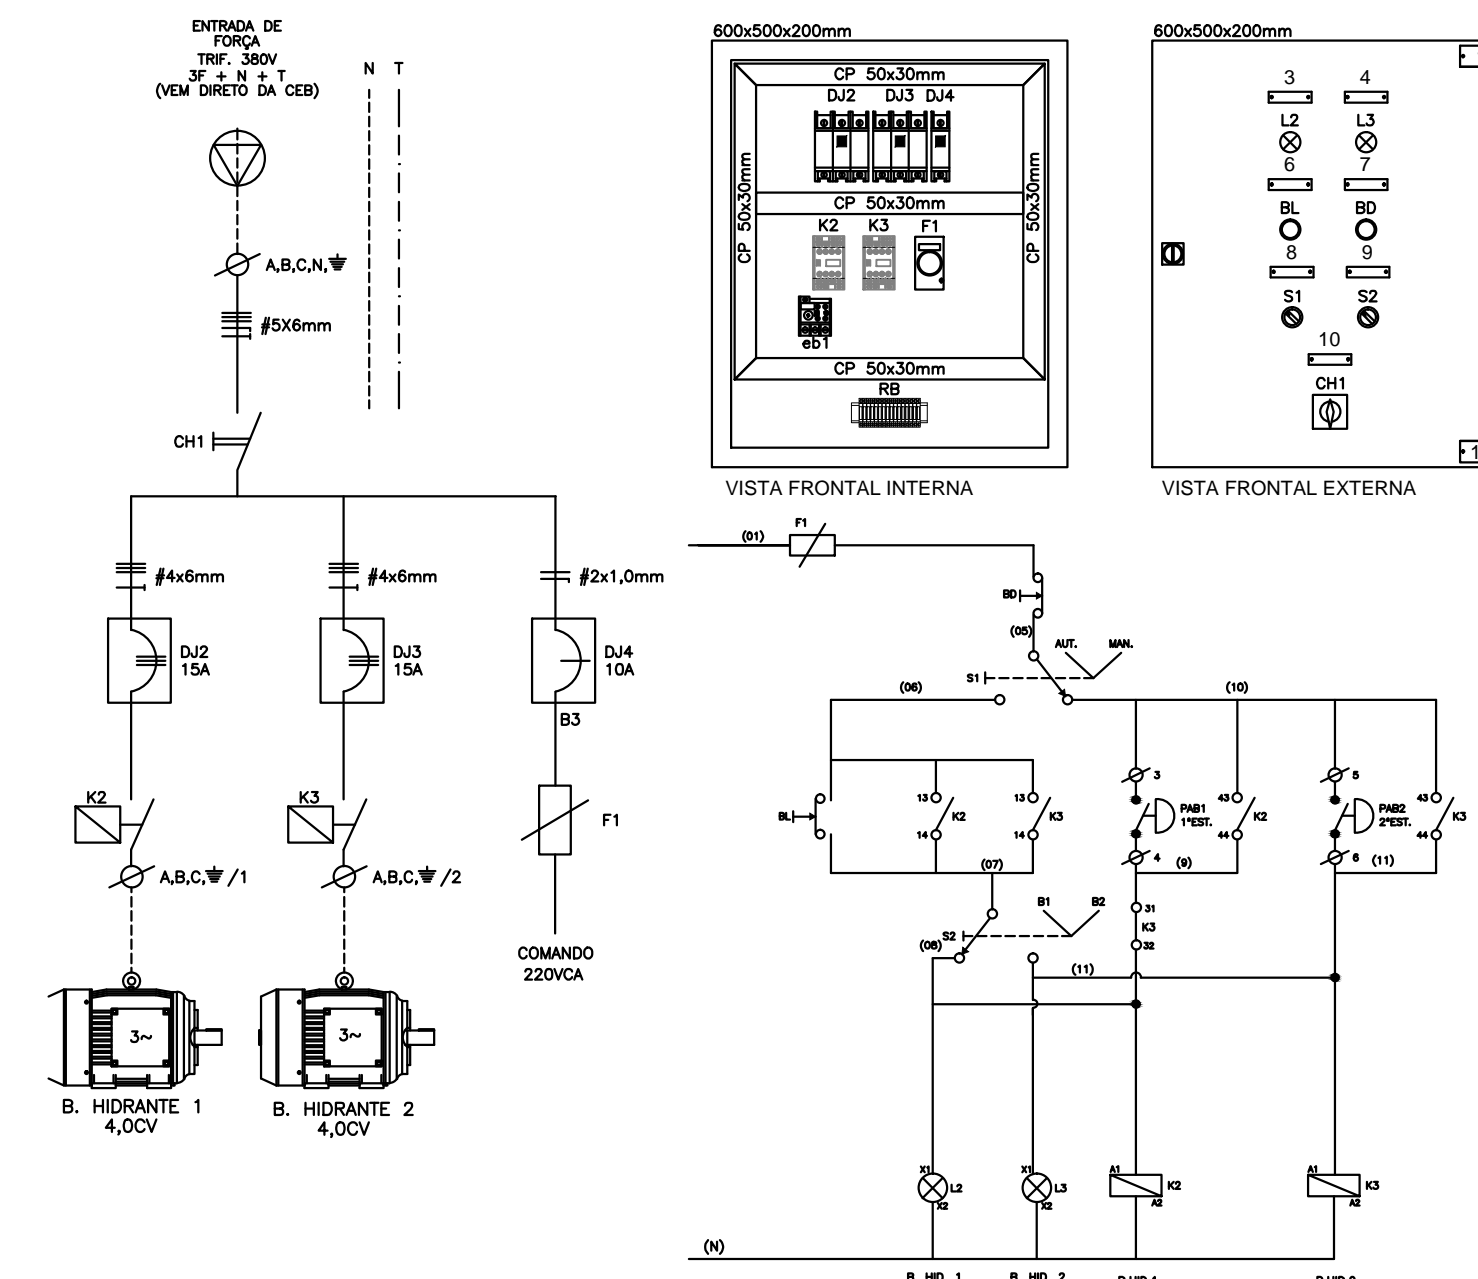 ENTRADA DE
FORÇA
TRIF. 380V
3F + N + T
(VEM DIRETO DA CEB)
N T
A,B,C,N,
#5X6mm
CH1
#4x6mm
#4x6mm
#2x1,0mm
DJ2
15A
DJ3
15A
DJ4
10A
B3
K2
K3
F1
A,B,C, /1
A,B,C, /2
COMANDO
220VCA
3~
3~
B. HIDRANTE 1
4,0CV
B. HIDRANTE 2
4,0CV
600x500x200mm
CP 50x30mm
DJ2 DJ3 DJ4
CP 50x30mm
CP 50x30mm
CP 50x30mm
K2 K3 F1
eb1
CP 50x30mm
RB
VISTA FRONTAL INTERNA
600x500x200mm
3 4
L2 L3
6 7
BL BD
8 9
S1 S2
10
CH1
1
VISTA FRONTAL EXTERNA
(01)
F1
BD
(05)
AUT. MAN.
S1
(06)
(10)
3
5
BL
13
14
K2
13
14
K3
PAB1
1°EST.
43
44
K2
PAB2
2°EST.
43
44
K3
4
(9)
6
(11)
(07)
B1 B2
S2
(08)
31
K3
32
(11)
X1
L2
X2
X1
L3
X2
A1
K2
A2
A1
K3
A2
(N)
B. HID. 1
B. HID. 2